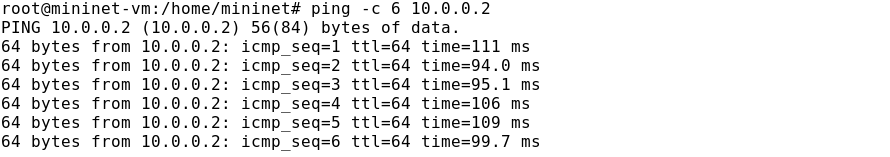 root@mininet-vm:/home/mininet# ping -c 6 10.0.0.2
PING 10.0.0.2 (10.0.0.2) 56(84) bytes of data.
64 bytes from 10.0.0.2: icmp_seq=1 ttl=64 time=111 ms
64 bytes from 10.0.0.2: icmp_seq=2 ttl=64 time=94.0 ms
64 bytes from 10.0.0.2: icmp_seq=3 ttl=64 time=95.1 ms
64 bytes from 10.0.0.2: icmp_seq=4 ttl=64 time=106 ms
64 bytes from 10.0.0.2: icmp_seq=5 ttl=64 time=109 ms
64 bytes from 10.0.0.2: icmp_seq=6 ttl=64 time=99.7 ms